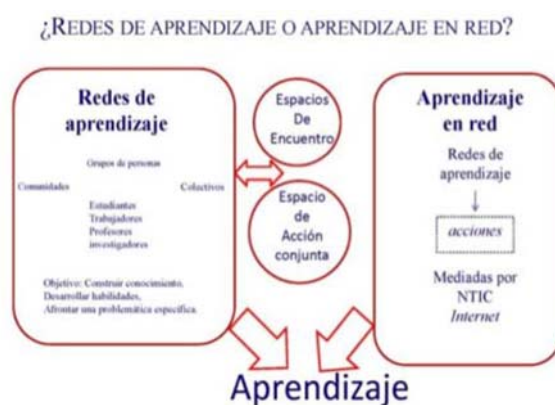 ¿REDES DE APRENDIZAJE O APRENDIZAJE EN RED?
Redes de
aprendizaje
Grupos de personas
Comunidades Colectivos
Estudiantes
Trabajadores
Profesores
investigadores
Objetivo: Construir conocimiento,
Desarrollar habilidades,
Afrontar una problemática específica.
Espacios
De
Encuentro
Espacio
de
Acción
conjunta
Aprendizaje
en red
Redes de
aprendizaje
acciones
Mediadas por
NTIC
Internet
Aprendizaje